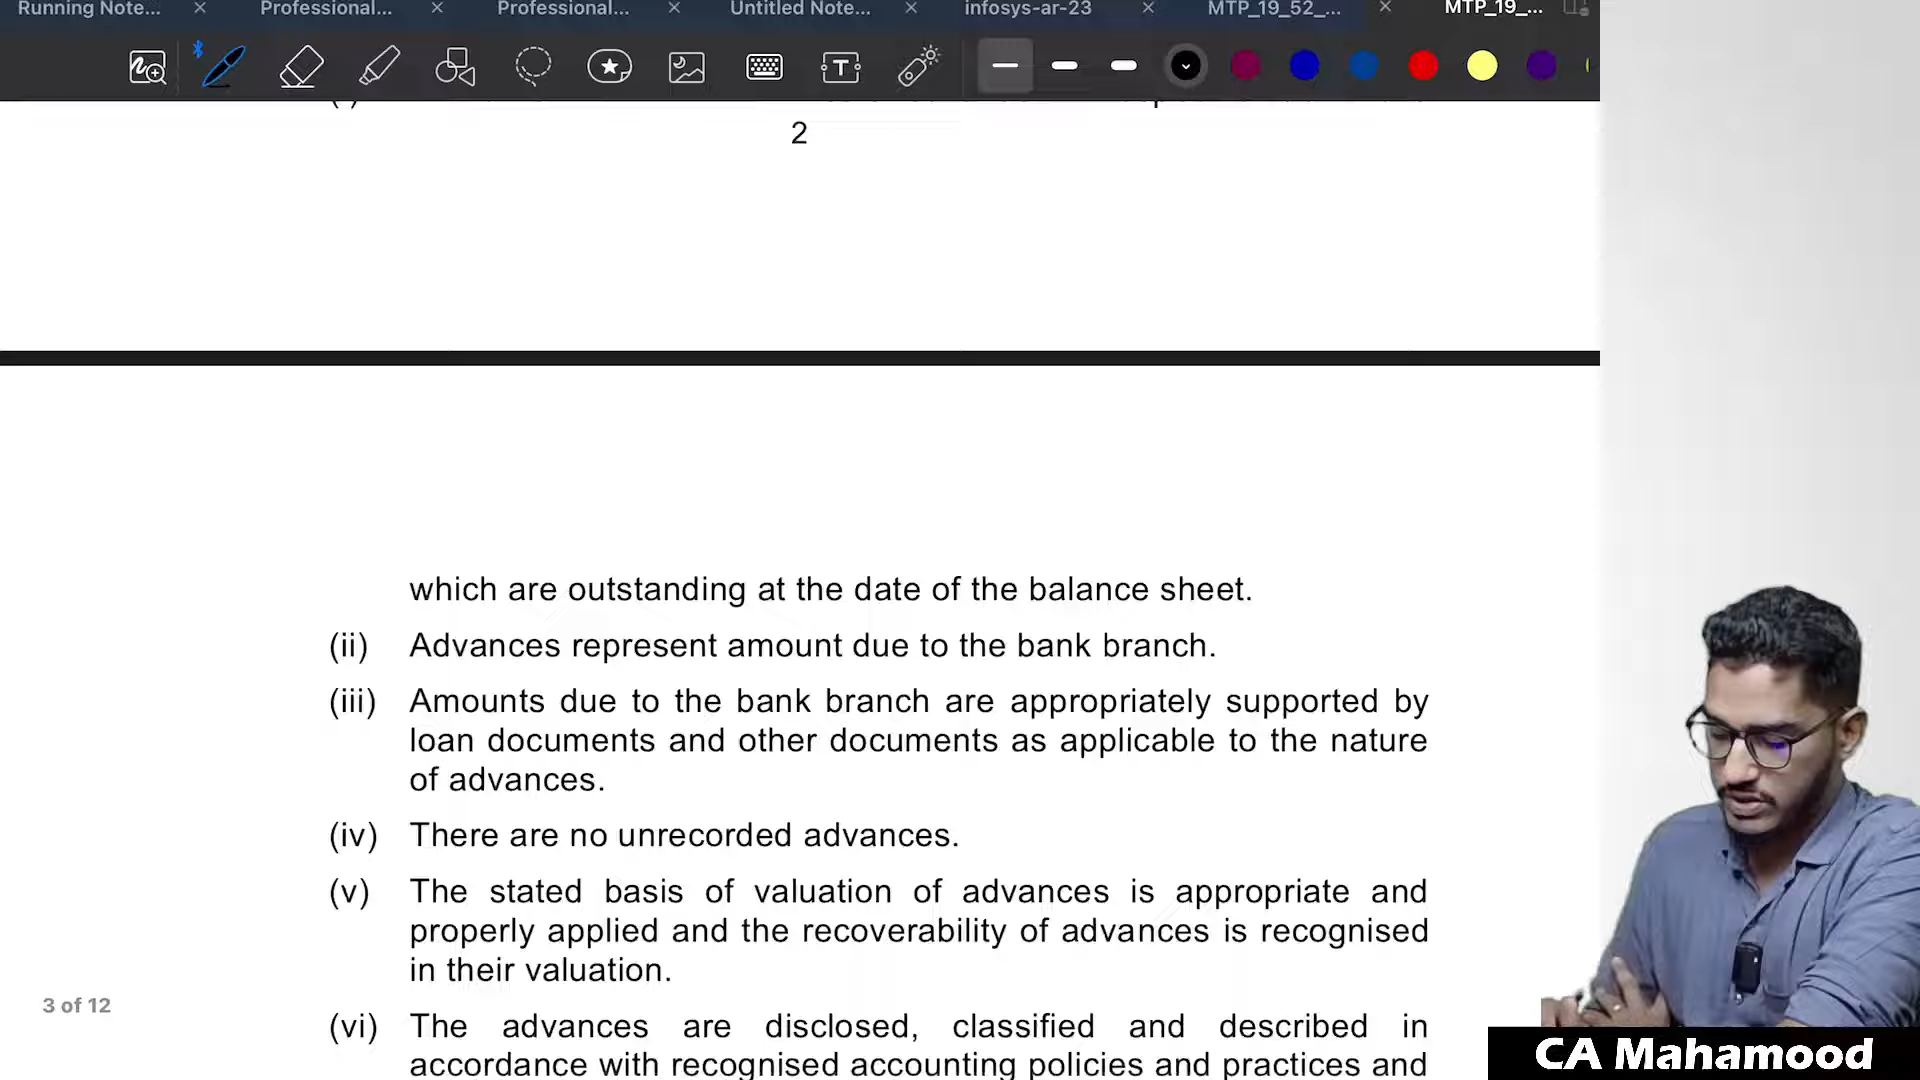 Running Note...
Professional...
Professional...
Untitled Note...
infosys-ar-23
MTP_19_52_...
MTP_19_...
T
2
which are outstanding at the date of the balance sheet.
(ii) Advances represent amount due to the bank branch.
(iii) Amounts due to the bank branch are appropriately supported by
loan documents and other documents as applicable to the nature
of advances.
(iv) There are no unrecorded advances.
(v) The stated basis of valuation of advances is appropriate and
properly applied and the recoverability of advances is recognised
in their valuation.
3 of 12
(vi) The advances are disclosed, classified and described in
accordance with recognised accounting policies and practices and
CA Mahamood